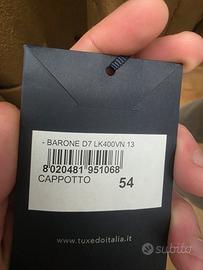 - BARONE D7 LK400VN 13
8 020481 951068
CAPPOTTO
54
www.tuxedoitalia.it
subito